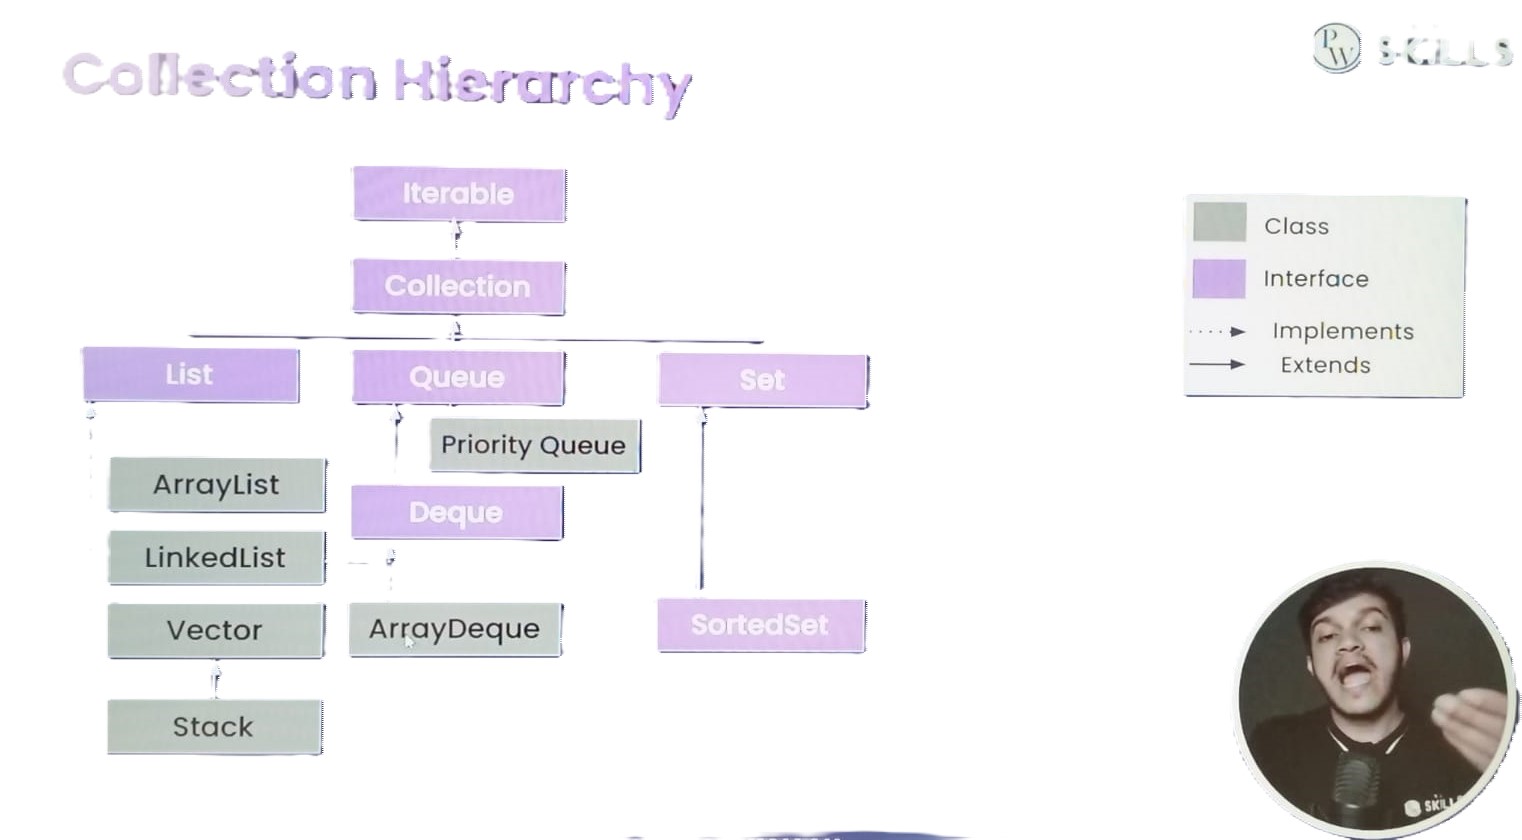 Collection Hierarchy
PW SKILLS
Iterable
Collection
List
Queue
Set
Priority Queue
ArrayList
Deque
LinkedList
Vector
ArrayDeque
SortedSet
Stack
Class
Interface
Implements
Extends